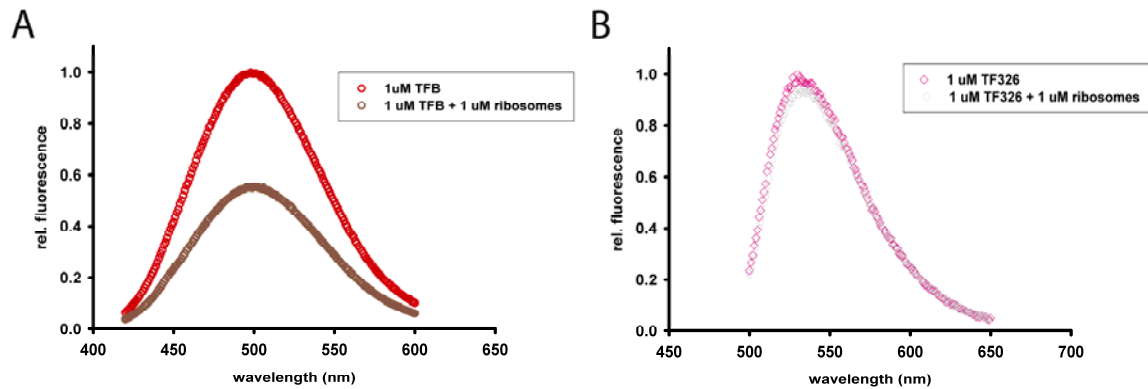 A
1.0
0.8
0.6
0.4
0.2
0.0
rel. fluorescence
400 450 500 550 600 650
wavelength (nm)
1uM TFB
1 uM TFB + 1 uM ribosomes
B
1.0
0.8
0.6
0.4
0.2
0.0
rel. fluorescence
450 500 550 600 650 700
wavelength (nm)
1 uM TF326
1 uM TF326 + 1 uM ribosomes